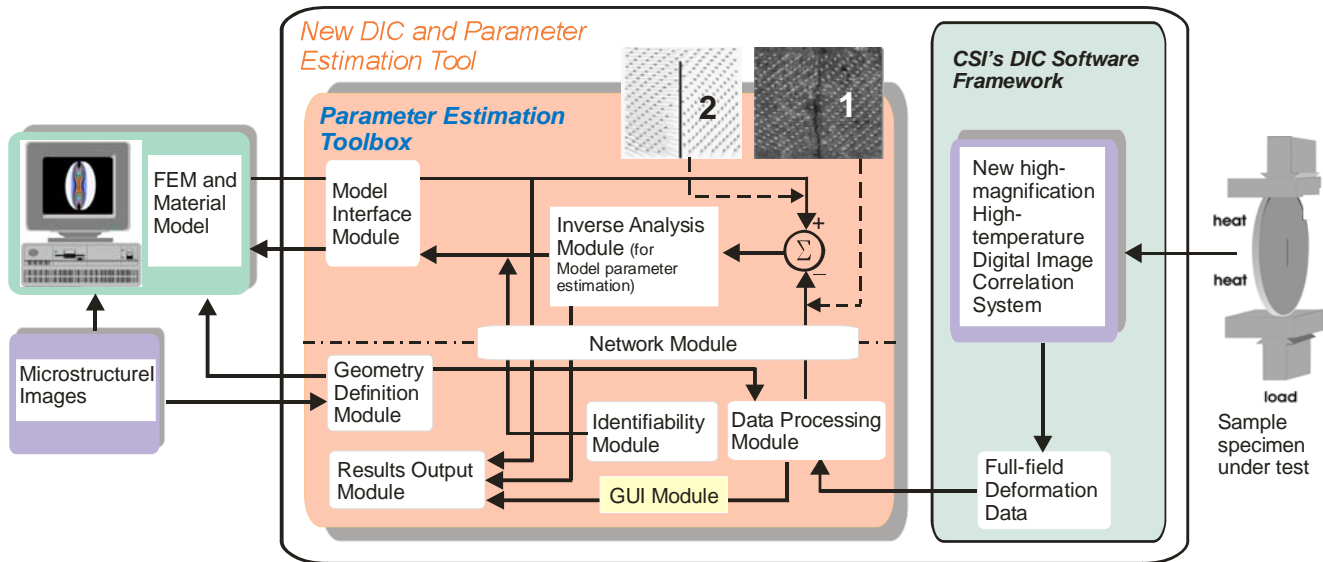 New DIC and Parameter
Estimation Tool
Parameter Estimation
Toolbox
2
1
CSI's DIC Software
Framework
FEM and
Material
Model
Model
Interface
Module
Inverse Analysis
Module (for
Model parameter
estimation)
+
Σ
−
New high-
magnification
High-
temperature
Digital Image
Correlation
System
heat
heat
load
Sample
specimen
under test
Network Module
Microstructurel
Images
Geometry
Definition
Module
Identifiability
Module
Data Processing
Module
Results Output
Module
GUI Module
Full-field
Deformation
Data